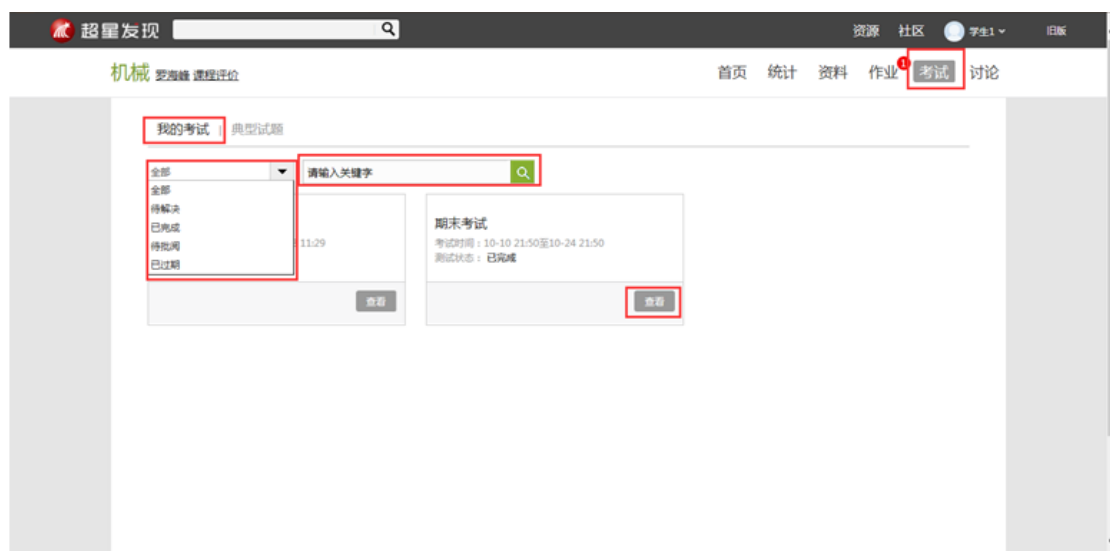 超星发现
资源 社区 学生1 旧版
机械 罗海峰 课程评价
首页 统计 资料 作业 1 考试 讨论
我的考试 | 典型试题
全部 请输入关键字
全部
待解决
已完成
待批阅
已过期
11:29
期末考试
考试时间：10-10 21:50至10-24 21:50
测试状态：已完成
查看 查看